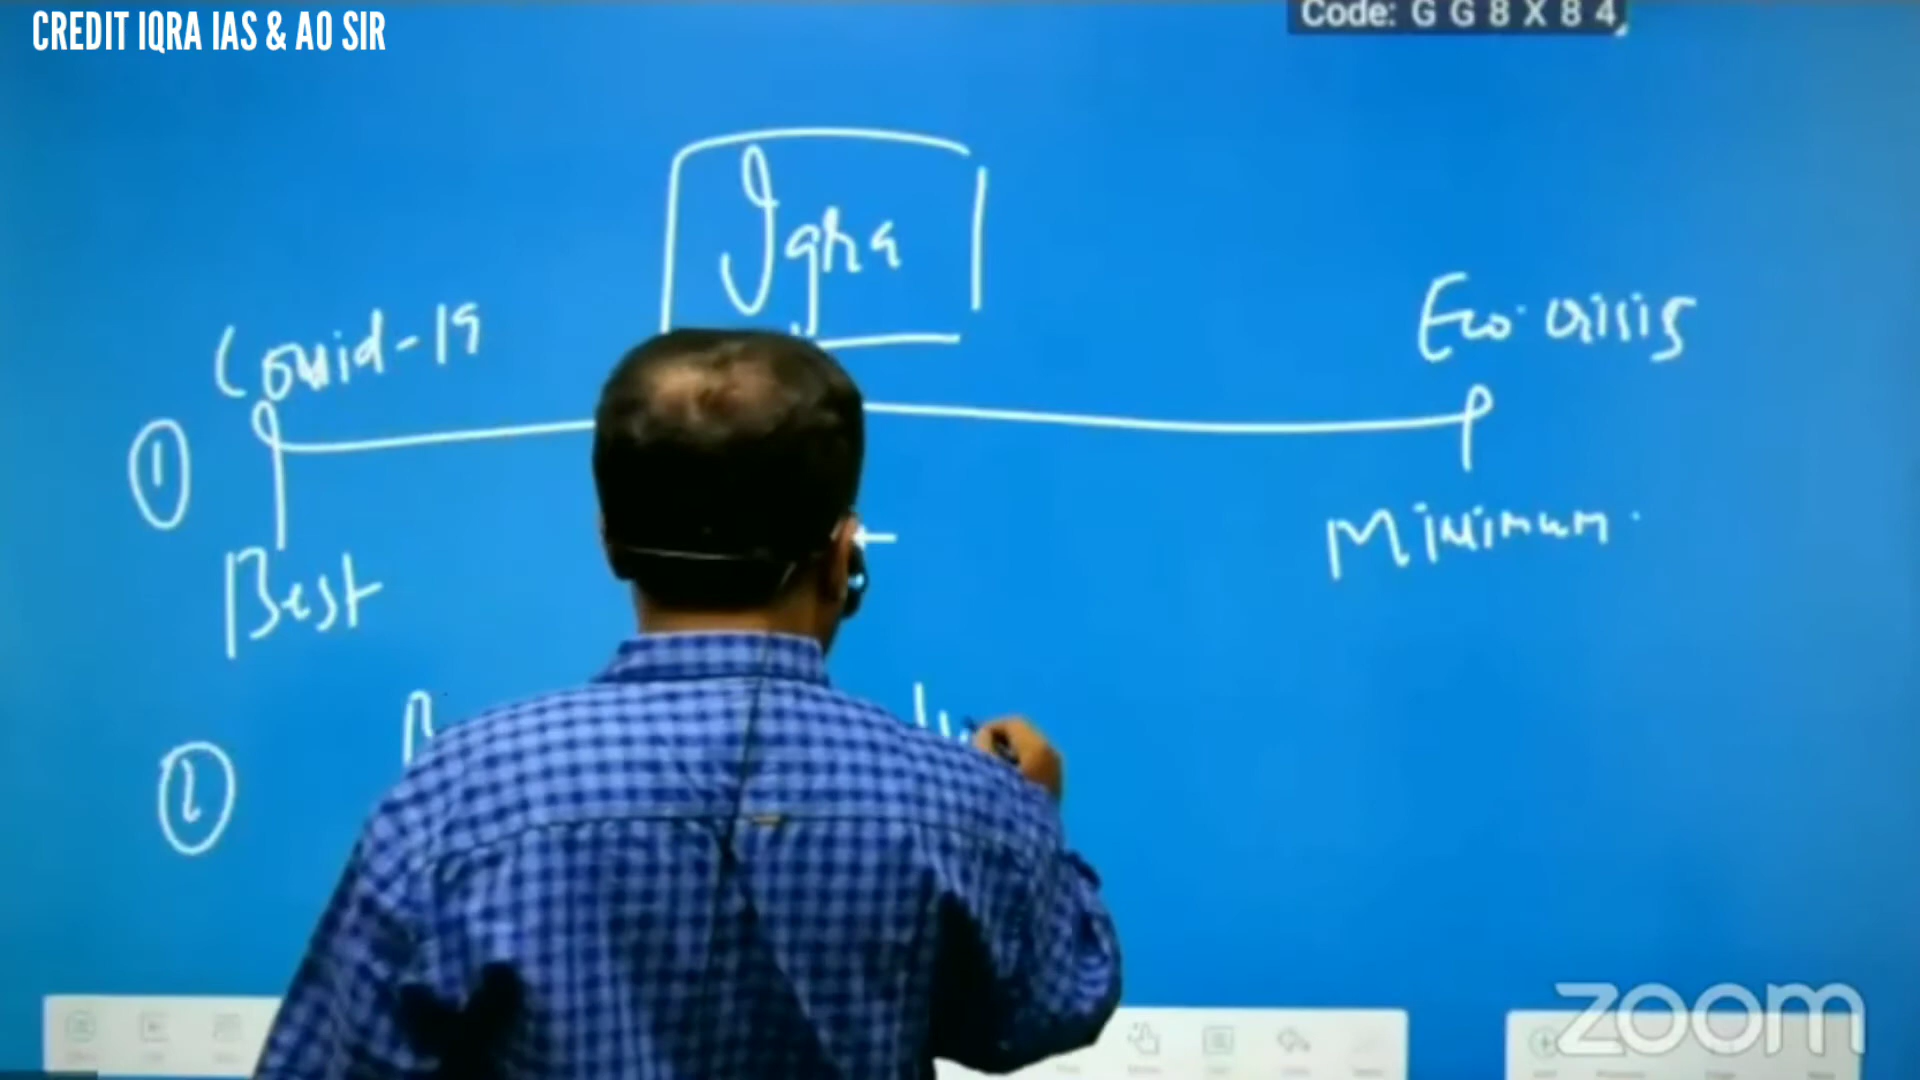 CREDIT IQRA IAS & AO SIR
Code: G G 8 X 8 4
Iqra
Covid-19
Eco. crisis
1
Best
Minimum.
2
zoom